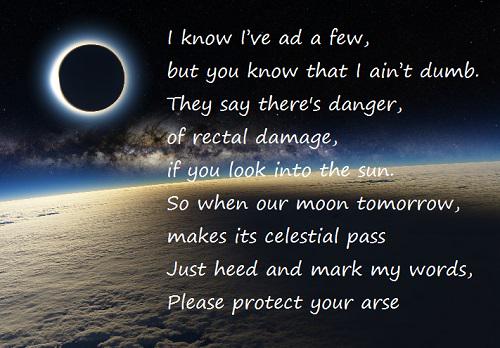 I know I've ad a few,
but you know that I ain't dumb.
They say there's danger,
of rectal damage,
if you look into the sun.
So when our moon tomorrow,
makes its celestial pass
Just heed and mark my words,
Please protect your arse